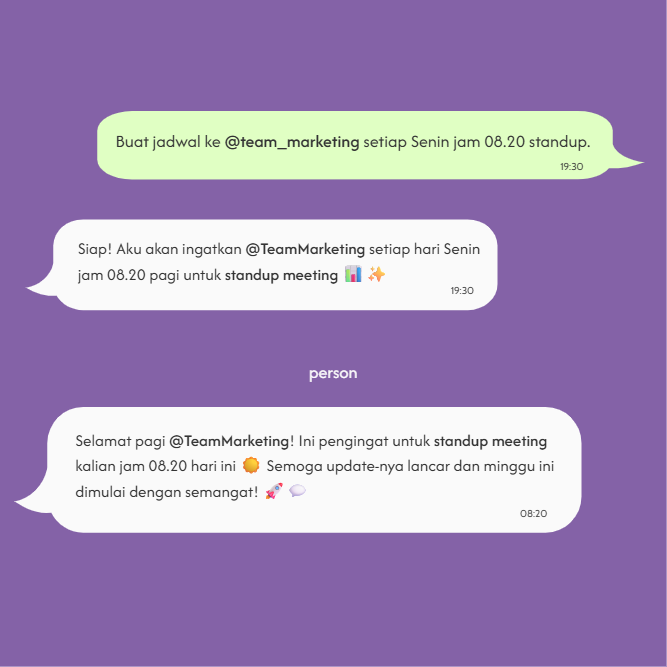 Buat jadwal ke @team_marketing setiap Senin jam 08.20 standup.
19:30
Siap! Aku akan ingatkan @TeamMarketing setiap hari Senin
jam 08.20 pagi untuk standup meeting 📊 ✨
19:30
person
Selamat pagi @TeamMarketing! Ini pengingat untuk standup meeting
kalian jam 08.20 hari ini 🌞 Semoga update-nya lancar dan minggu ini
dimulai dengan semangat! 🚀 💬
08:20